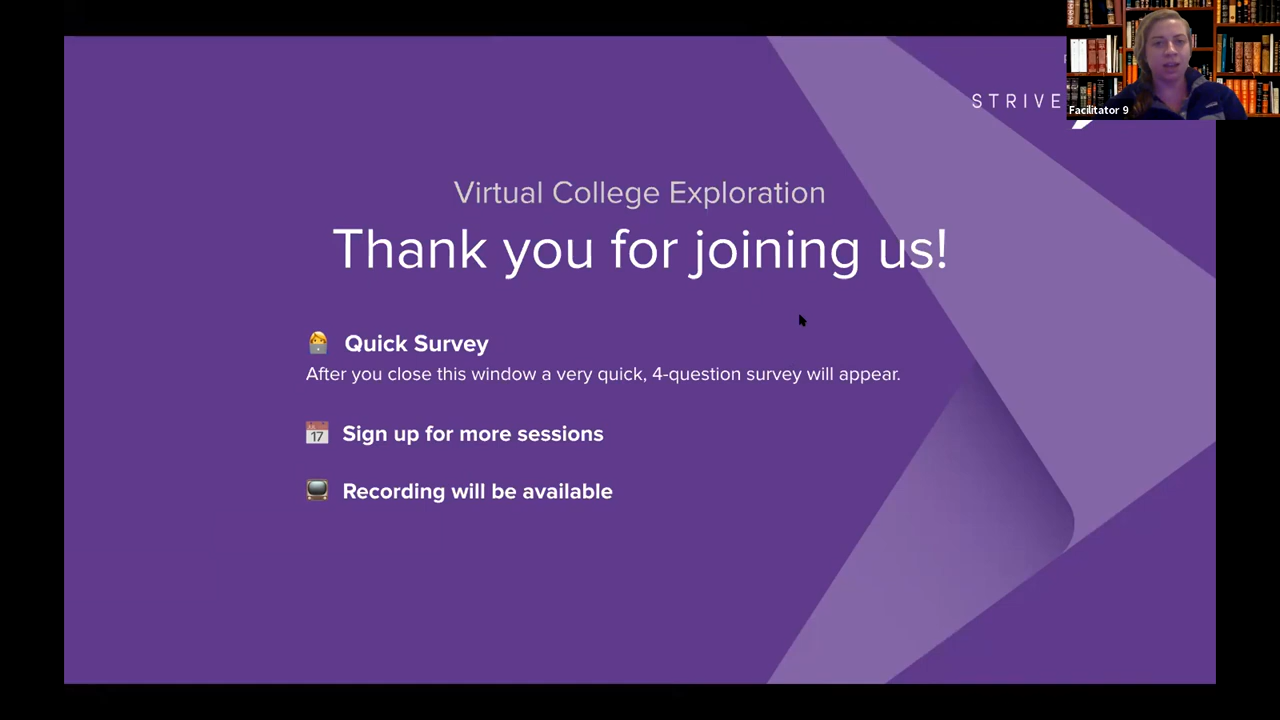 STRIVE
Facilitator 9
Virtual College Exploration
Thank you for joining us!
Quick Survey
After you close this window a very quick, 4-question survey will appear.
17
Sign up for more sessions
Recording will be available